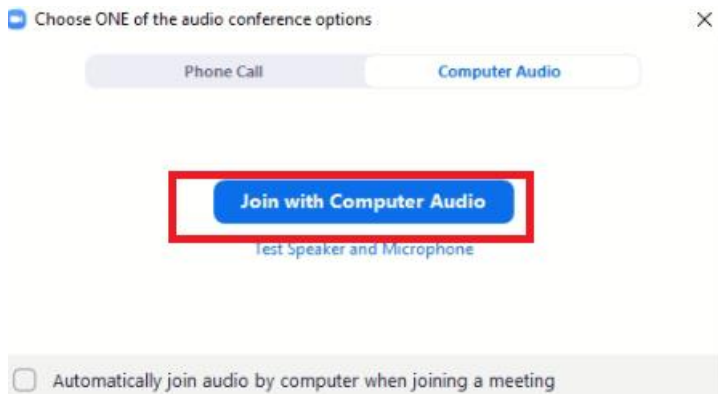 Choose ONE of the audio conference options
Phone Call
Computer Audio
Join with Computer Audio
Test Speaker and Microphone
Automatically join audio by computer when joining a meeting